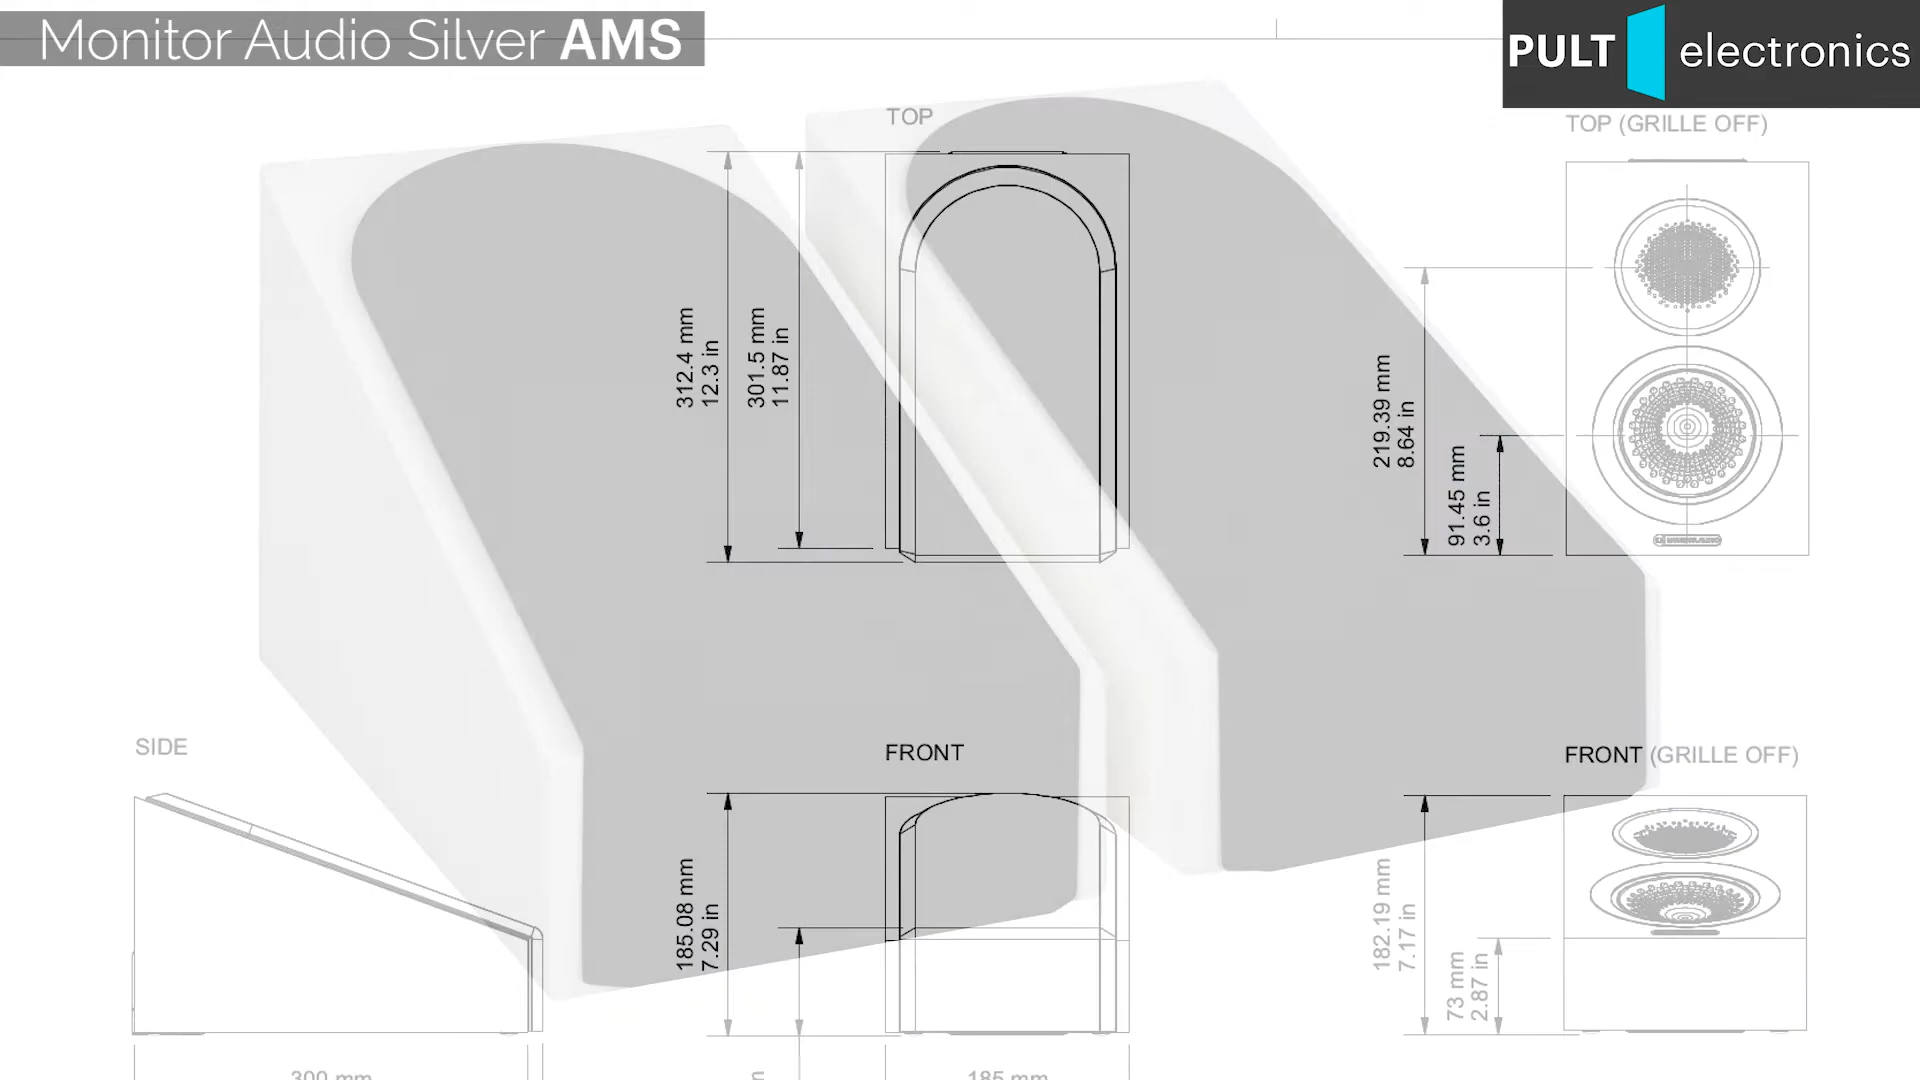 Monitor Audio Silver AMS
PULT electronics
TOP
TOP (GRILLE OFF)
312.4 mm
12.3 in
301.5 mm
11.87 in
219.39 mm
8.64 in
91.45 mm
3.6 in
SIDE
FRONT
FRONT (GRILLE OFF)
185.08 mm
7.29 in
182.19 mm
7.17 in
73 mm
2.87 in
300 mm
185 mm